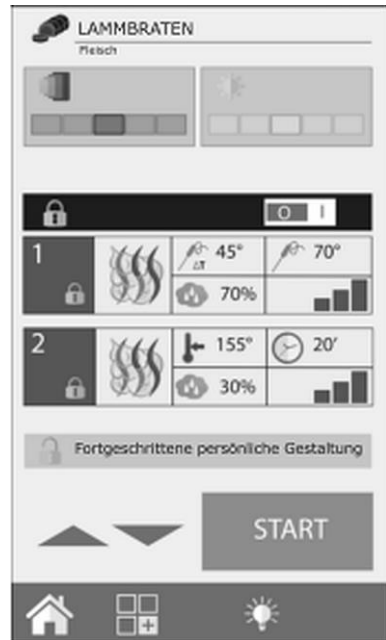 LAMMBRATEN
Fleisch
O I
1
45° 70°
ΔT
70%
2
155° 20'
30%
Fortgeschrittene persönliche Gestaltung
START